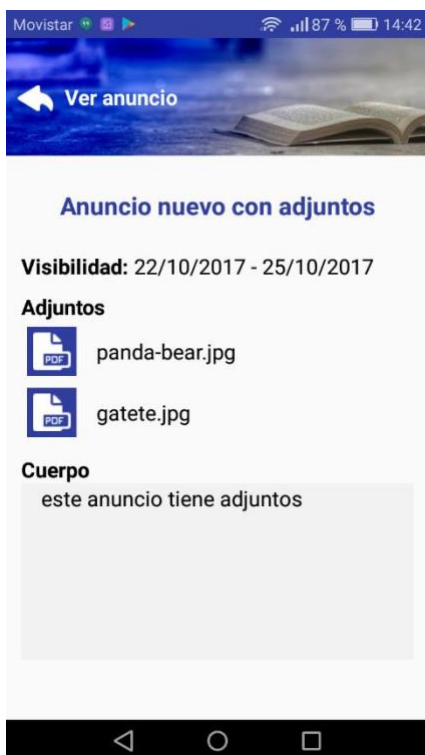 Movistar 87 % 14:42
Ver anuncio
Anuncio nuevo con adjuntos
Visibilidad: 22/10/2017 - 25/10/2017
Adjuntos
PDF panda-bear.jpg
PDF gatete.jpg
Cuerpo
este anuncio tiene adjuntos